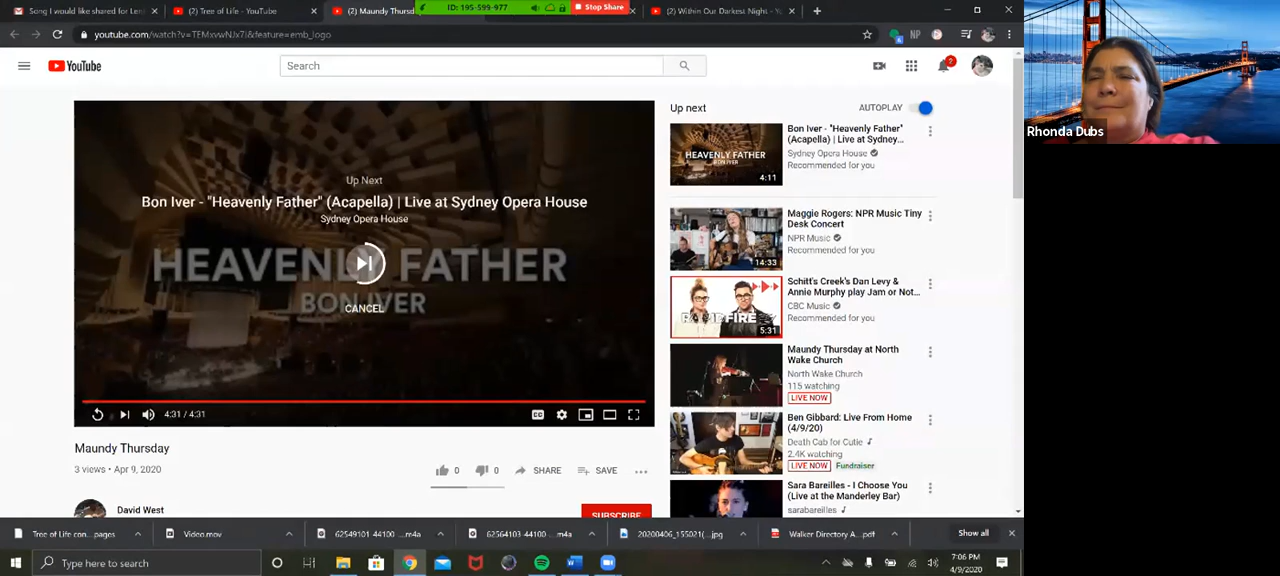 Song I would like shared for Len
(2) Tree of Life - YouTube
(2) Maundy Thursd
ID: 195-599-977
Stop Share
(2) Within Our Darkest Night - Yo
youtube.com/watch?v=TEMxvwNJx7I&feature=emb_logo
NP
YouTube
Search
2
Rhonda Dubs
Up Next
Bon Iver - "Heavenly Father" (Acapella) | Live at Sydney Opera House
Sydney Opera House
HEAVENLY FATHER
BON IVER
CANCEL
4:31 / 4:31
Maundy Thursday
3 views • Apr 9, 2020
0
0
SHARE
SAVE
David West
SUBSCRIBE
Up next
AUTOPLAY
HEAVENLY FATHER
BON IVER
4:11
Bon Iver - "Heavenly Father"
(Acapella) | Live at Sydney...
Sydney Opera House
Recommended for you
14:33
Maggie Rogers: NPR Music Tiny
Desk Concert
NPR Music
Recommended for you
5:31
Schitt's Creek's Dan Levy &
Annie Murphy play Jam or Not...
CBC Music
Recommended for you
Maundy Thursday at North
Wake Church
North Wake Church
115 watching
LIVE NOW
Ben Gibbard: Live From Home
(4/9/20)
Death Cab for Cutie
2.4K watching
LIVE NOW Fundraiser
Sara Bareilles - I Choose You
(Live at the Manderley Bar)
sarabareilles
Tree of Life con....pages
Video.mov
62549101 44100 ....m4a
62564103 44100 ....m4a
20200406_155021(...jpg
Walker Directory A...pdf
Show all
Type here to search
7:06 PM
4/9/2020